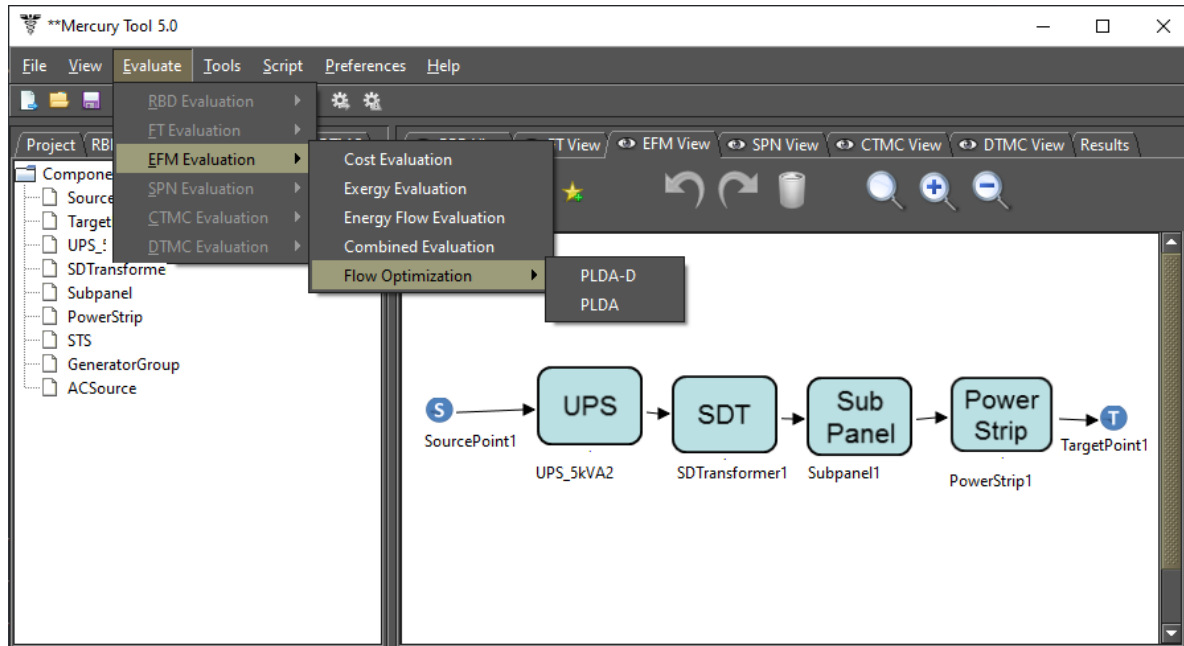 **Mercury Tool 5.0
File View Evaluate Tools Script Preferences Help
RBD Evaluation
FT Evaluation
EFM Evaluation
SPN Evaluation
CTMC Evaluation
DTMC Evaluation
Cost Evaluation
Exergy Evaluation
Energy Flow Evaluation
Combined Evaluation
Flow Optimization
PLDA-D
PLDA
Project
T View EFM View SPN View CTMC View DTMC View Results
Source
Target
SDTransforme
Subpanel
PowerStrip
STS
GeneratorGroup
ACSource
S
SourcePoint1
UPS
UPS_5kVA2
SDT
SDTransformer1
Sub
Panel
Subpanel1
Power
Strip
PowerStrip1
T
TargetPoint1